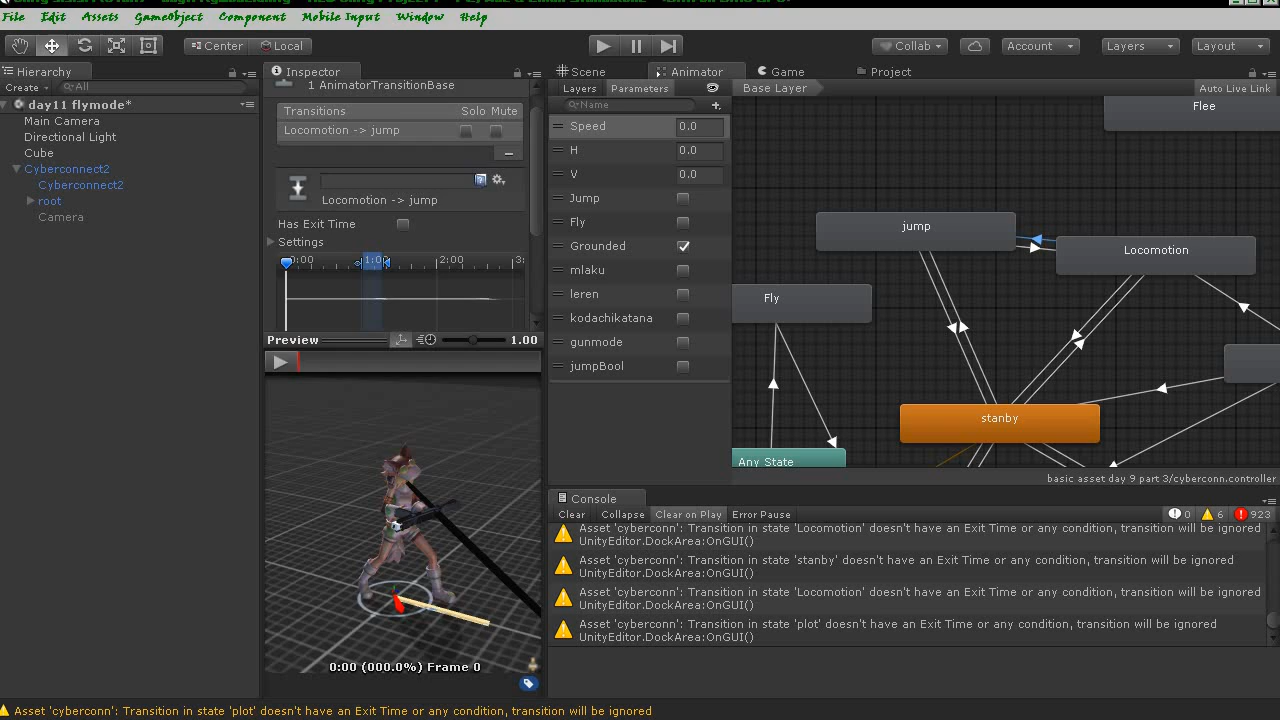 File Edit Assets GameObject Component Mobile Input Window Help
Center Local Collab Account Layers Layout
Hierarchy
Create All
day11 flymode*
Main Camera
Directional Light
Cube
Cyberconnect2
Cyberconnect2
root
Camera
Inspector
1 AnimatorTransitionBase
Transitions Solo Mute
Locomotion -> jump
Locomotion -> jump
Has Exit Time
Settings
0:00 1:00 2:00 3:
Preview 1.00
0:00 (000.0%) Frame 0
Scene Animator Game Project
Layers Parameters Base Layer Auto Live Link
Name
Speed 0.0
H 0.0
V 0.0
Jump
Fly
Grounded
mlaku
leren
kodachikatana
gunmode
jumpBool
Flee
jump
Locomotion
Fly
stanby
Any State
basic asset day 9 part 3/cyberconn.controller
Console
Clear Collapse Clear on Play Error Pause 0 6 923
Asset 'cyberconn': Transition in state 'Locomotion' doesn't have an Exit Time or any condition, transition will be ignored
UnityEditor.DockArea:OnGUI()
Asset 'cyberconn': Transition in state 'stanby' doesn't have an Exit Time or any condition, transition will be ignored
UnityEditor.DockArea:OnGUI()
Asset 'cyberconn': Transition in state 'Locomotion' doesn't have an Exit Time or any condition, transition will be ignored
UnityEditor.DockArea:OnGUI()
Asset 'cyberconn': Transition in state 'plot' doesn't have an Exit Time or any condition, transition will be ignored
UnityEditor.DockArea:OnGUI()
Asset 'cyberconn': Transition in state 'plot' doesn't have an Exit Time or any condition, transition will be ignored